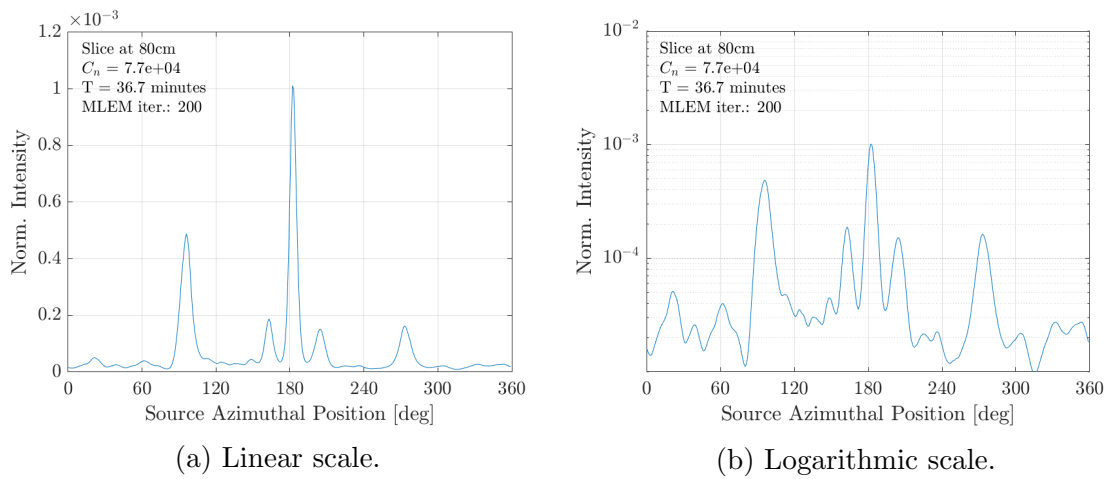 ×10⁻³
1.2
1
0.8
0.6
0.4
0.2
0
Norm. Intensity
Slice at 80cm
Cₙ = 7.7e+04
T = 36.7 minutes
MLEM iter.: 200
0 60 120 180 240 300 360
Source Azimuthal Position [deg]
(a) Linear scale.
10⁻²
10⁻³
10⁻⁴
Norm. Intensity
Slice at 80cm
Cₙ = 7.7e+04
T = 36.7 minutes
MLEM iter.: 200
0 60 120 180 240 300 360
Source Azimuthal Position [deg]
(b) Logarithmic scale.